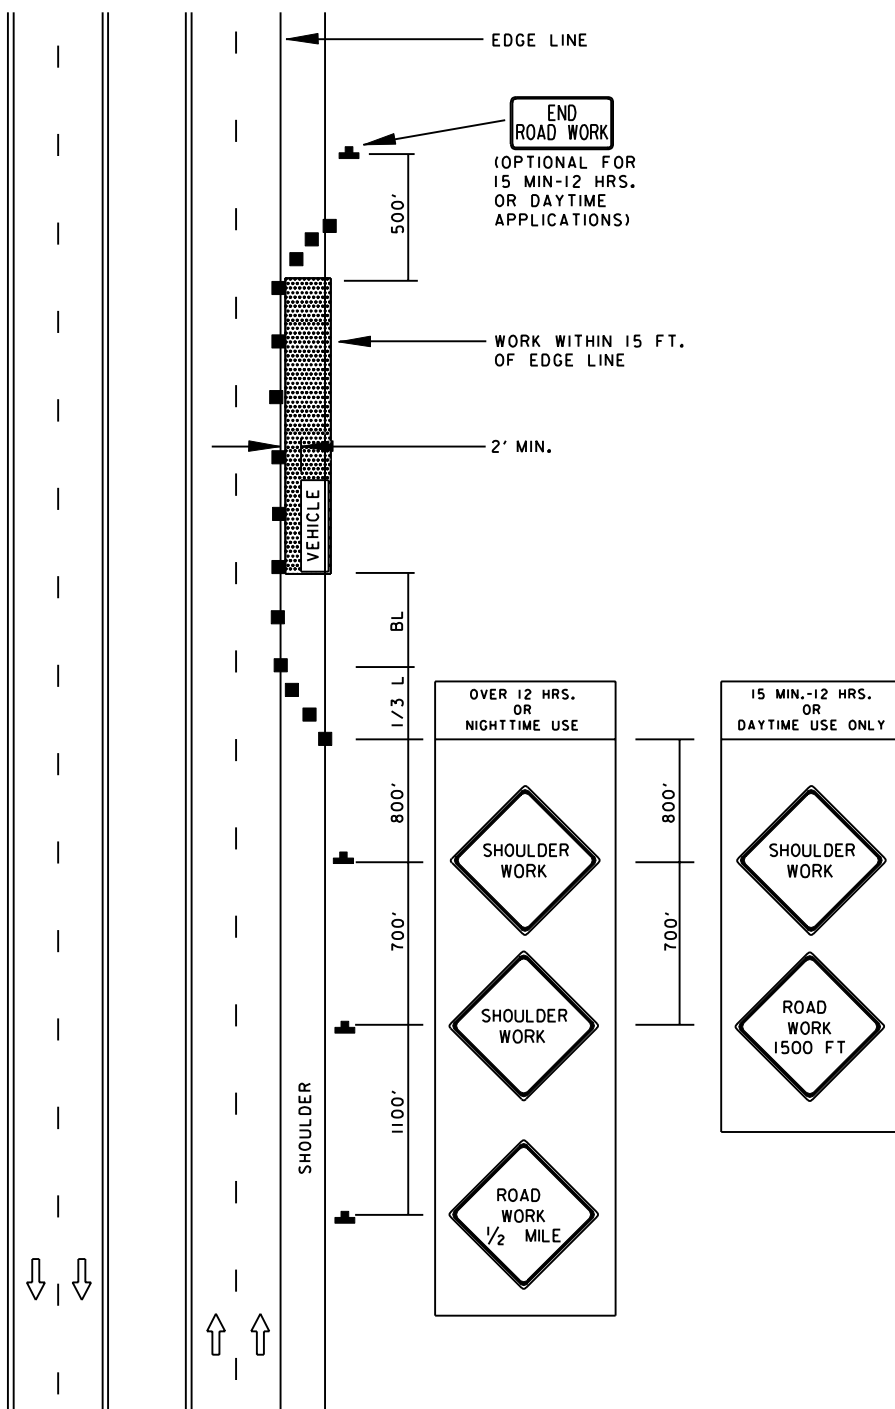 EDGE LINE
END
ROAD WORK
(OPTIONAL FOR
15 MIN-12 HRS.
OR DAYTIME
APPLICATIONS)
500'
WORK WITHIN 15 FT.
OF EDGE LINE
2' MIN.
VEHICLE
BL
1/3 L
800'
700'
1100'
SHOULDER
OVER 12 HRS.
OR
NIGHTTIME USE
SHOULDER
WORK
SHOULDER
WORK
ROAD
WORK
1/2 MILE
800'
700'
15 MIN.-12 HRS.
OR
DAYTIME USE ONLY
SHOULDER
WORK
ROAD
WORK
1500 FT